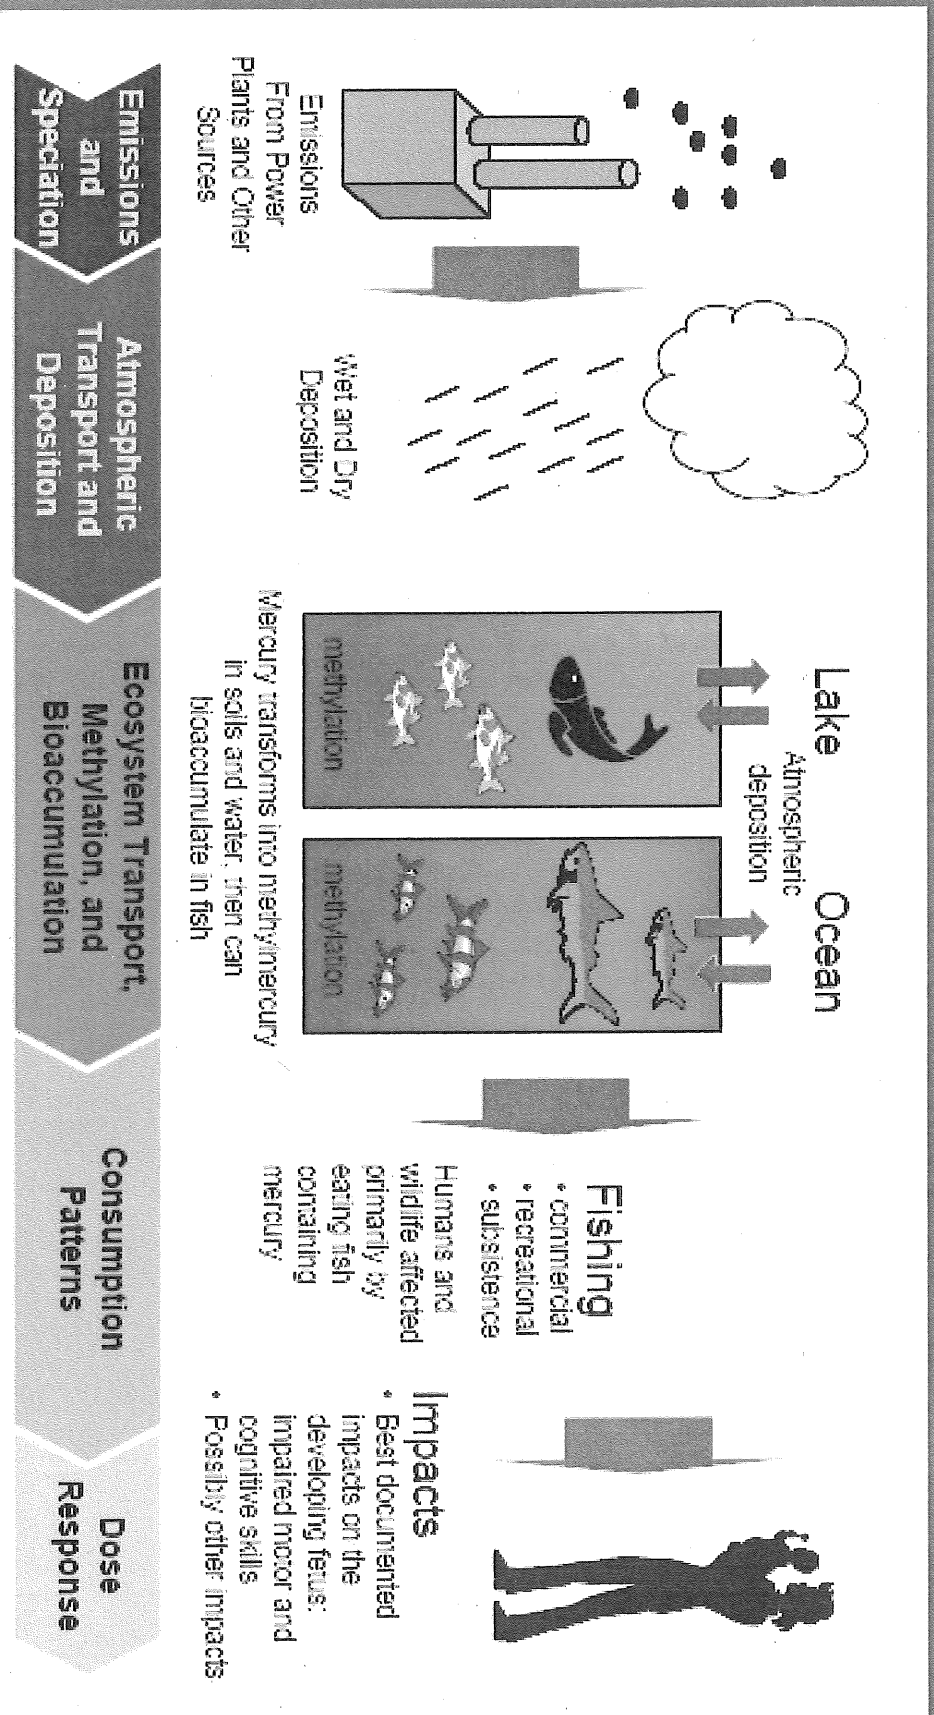 Emissions
From Power
Plants and Other
Sources
Wet and Dry
Deposition
Lake
Ocean
Atmospheric
deposition
methylation
methylation
Mercury transforms into methylmercury
in soils and water, then can
bioaccumulate in fish
Fishing
• commercial
• recreational
• subsistence
Humans and
wildlife affected
primarily by
eating fish
containing
mercury
Impacts
• Best documented
impacts on the
developing fetus:
impaired motor and
cognitive skills
• Possibly other impacts
Emissions
and
Speciation
Atmospheric
Transport and
Deposition
Ecosystem Transport,
Methylation, and
Bioaccumulation
Consumption
Patterns
Dose
Response